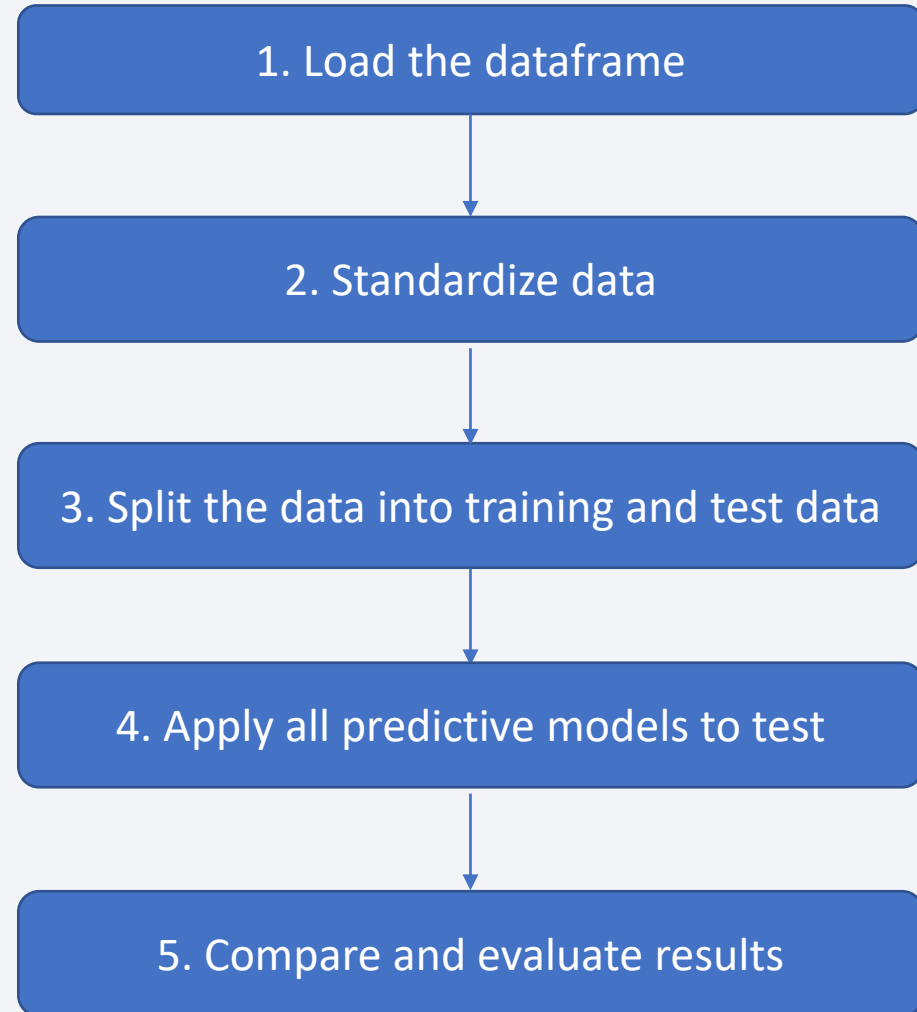 1. Load the dataframe
2. Standardize data
3. Split the data into training and test data
4. Apply all predictive models to test
5. Compare and evaluate results